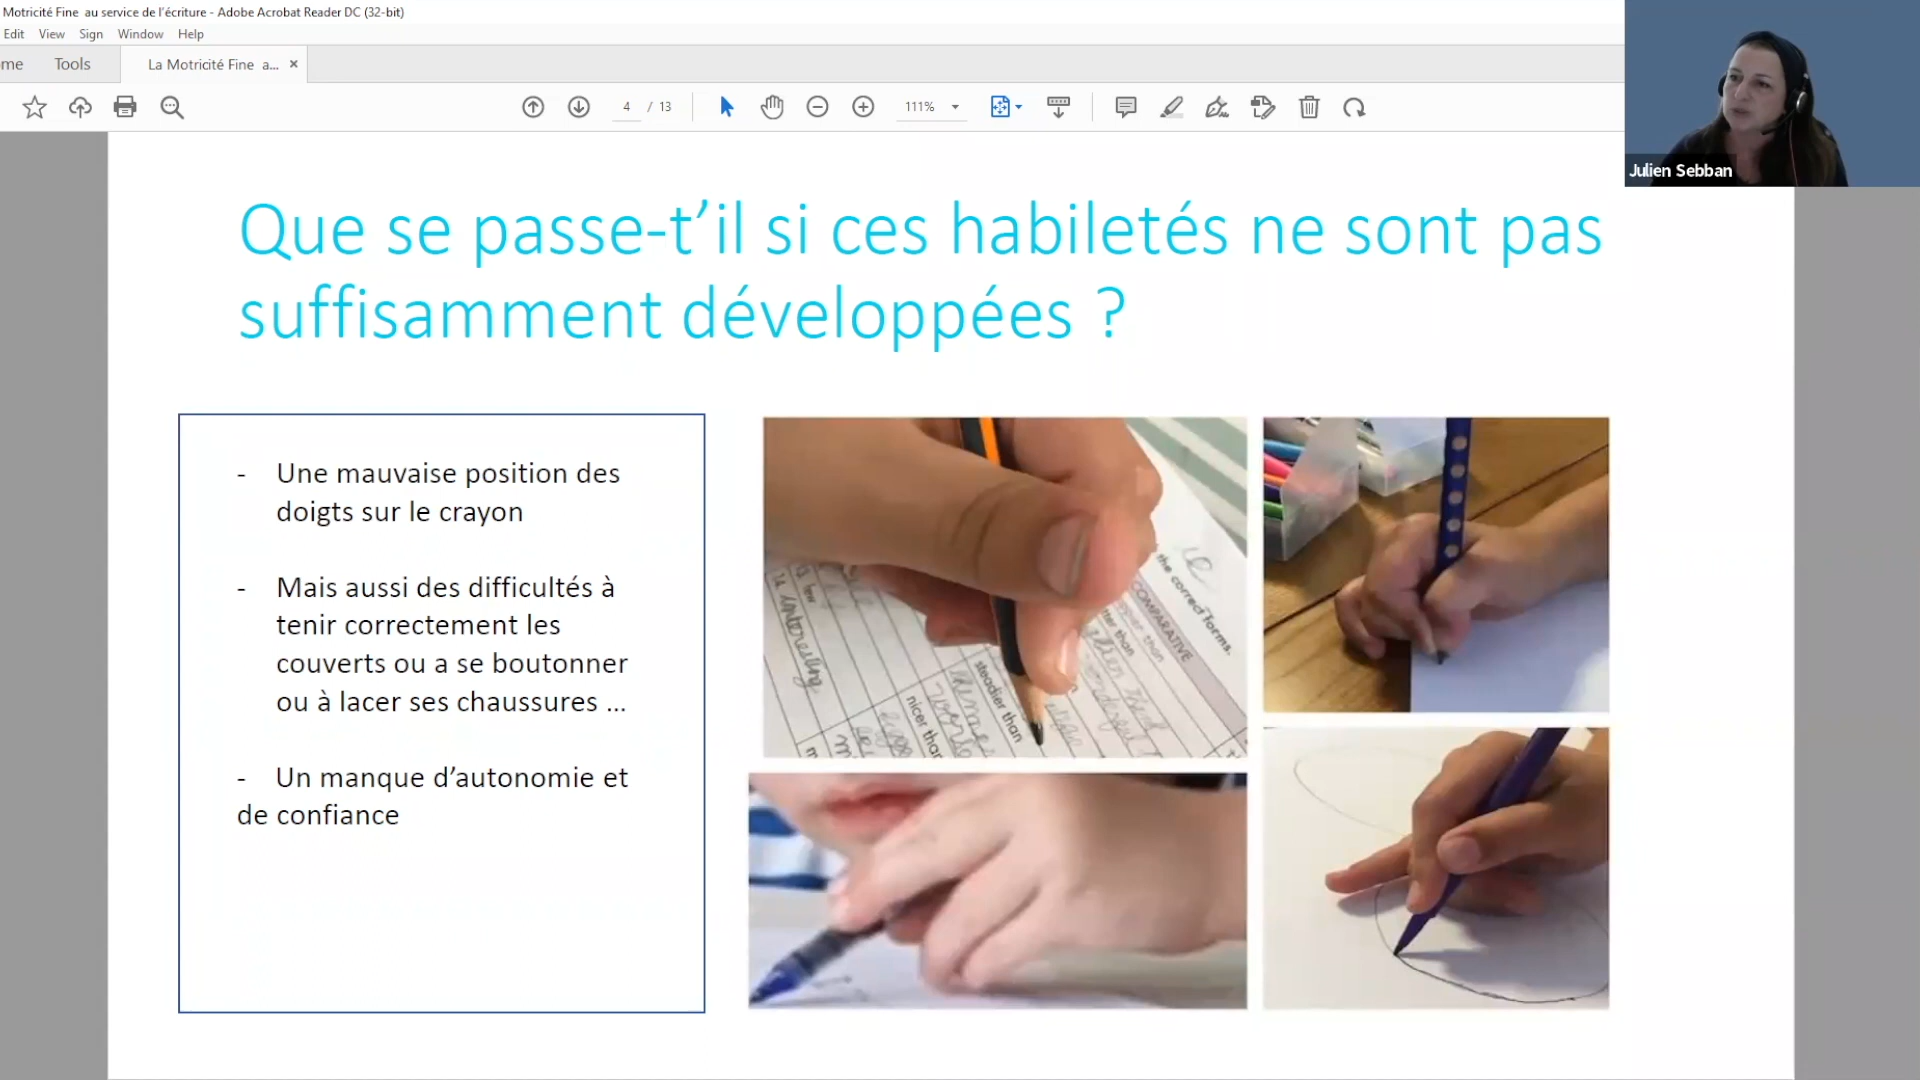 Motricité Fine  au service de l'écriture - Adobe Acrobat Reader DC (32-bit)
Edit View Sign Window Help
me Tools La Motricité Fine  a... ×
4 / 13 111%
Julien Sebban
Que se passe-t’il si ces habiletés ne sont pas
suffisamment développées ?
- Une mauvaise position des
doigts sur le crayon
- Mais aussi des difficultés à
tenir correctement les
couverts ou a se boutonner
ou à lacer ses chaussures ...
- Un manque d’autonomie et
de confiance
the correct forms.
COMPARATIVE
steadier than
nicer than
interesting